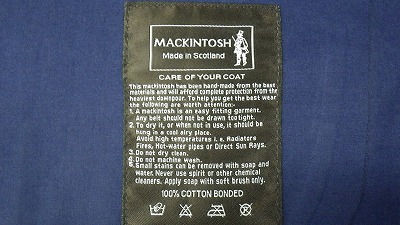 MACKINTOSH
Made in Scotland
CARE OF YOUR COAT
This mackintosh has been hand-made from the best
materials and will afford complete protection from the
heaviest downpour. To help you get the best wear
the following are worth attention:-
1. A mackintosh is an easy fitting garment.
Any belt should not be drawn too tight.
2. To dry it, or when not in use, it should be
hung in a cool airy place.
Avoid high temperatures i.e. Radiators
Fires, Hot-water pipes or Direct Sun Rays.
3. Do not dry clean.
4. Do not machine wash.
5. Small stains can be removed with soap and
water. Never use spirit or other chemical
cleaners. Apply soap with soft brush only.
100% COTTON BONDED